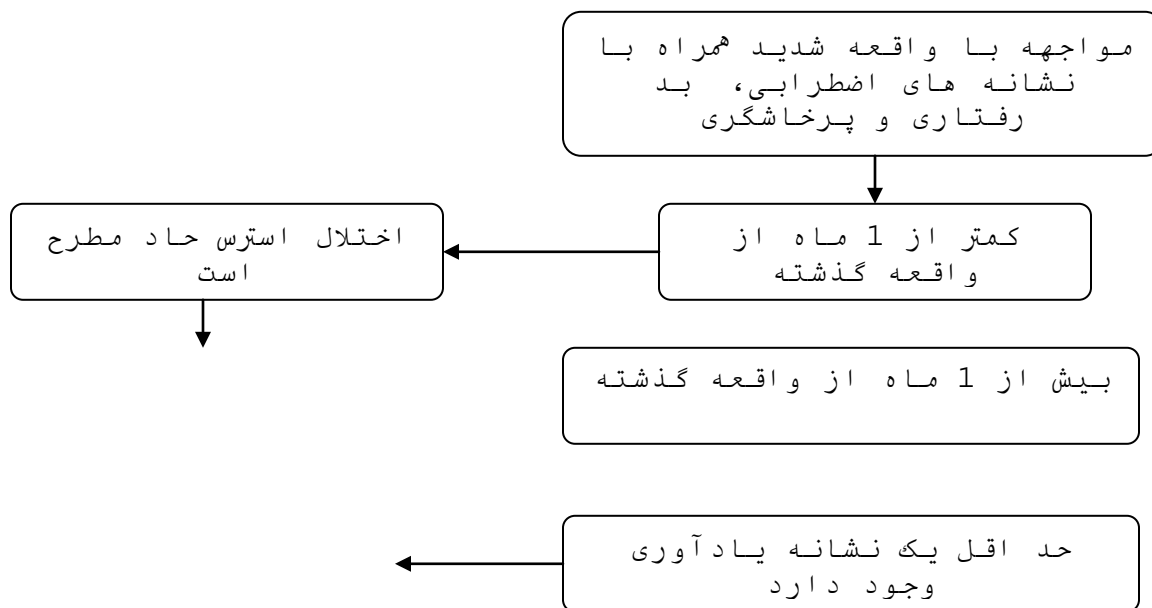 مواجهه با واقعه شدید همراه با
نشانه های اضطرابی، بد
رفتاری و پرخاشگری
کمتر از 1 ماه از
واقعه گذشته
اختلال استرس حاد مطرح
است
بیش از 1 ماه از واقعه گذشته
حد اقل یک نشانه یادآوری
وجود دارد